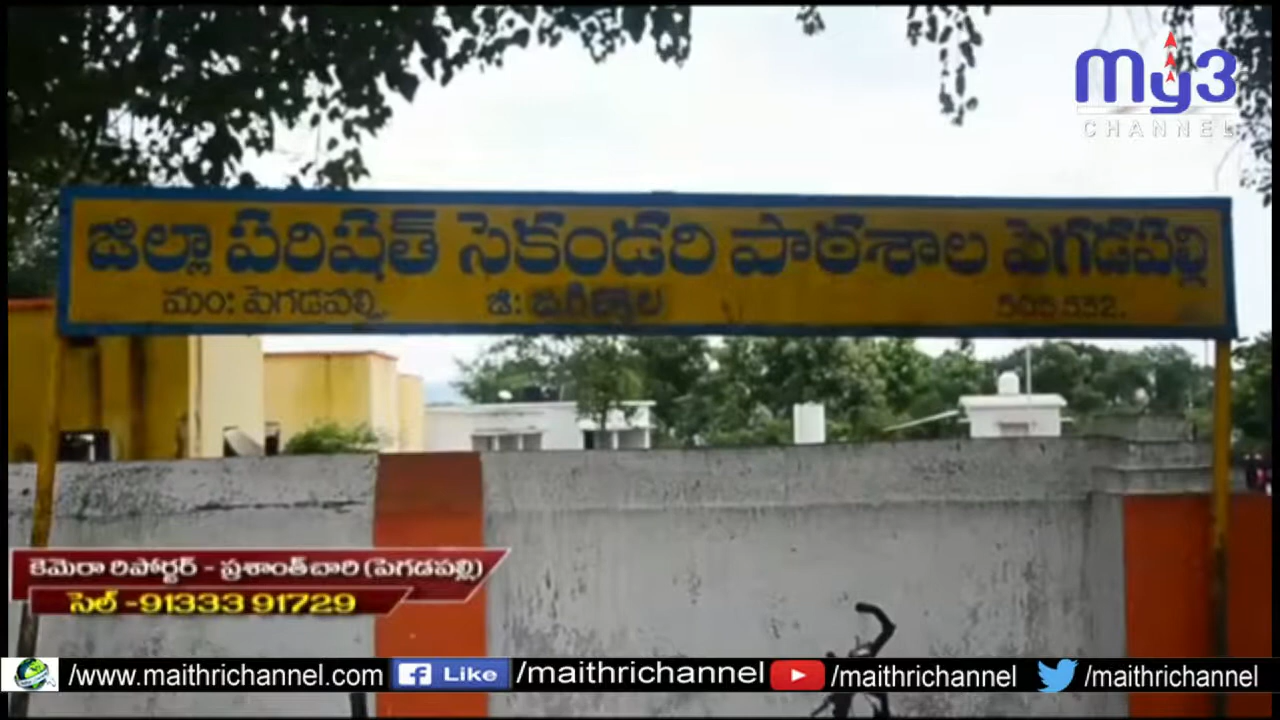 My3
CHANNEL
జిల్లా పరిషత్ సెకండరి పాఠశాల పెగడపల్లి
మం: పెగడపల్లి. జి: జగిత్యాల 505 532.
కెమెరా రిపోర్టర్ - ప్రశాంత్ చారి (పెగడపల్లి)
సెల్ -91333 91729
/www.maithrichannel.com
Like
/maithrichannel
/maithrichannel
/maithrichannel